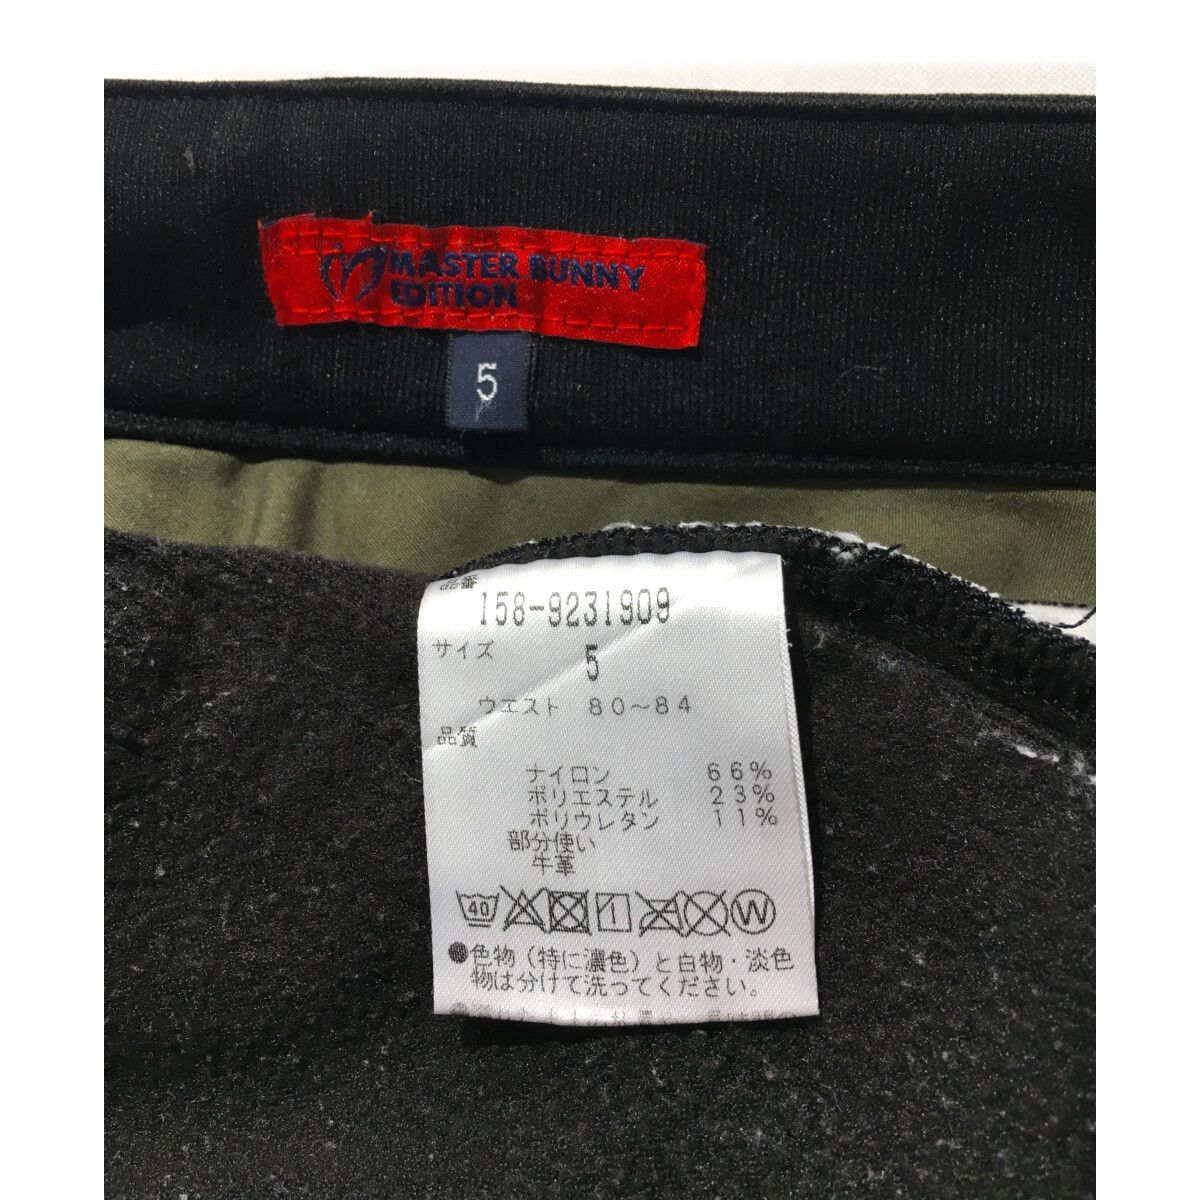 MASTER BUNNY
EDITION
5
品番
158-9231909
サイズ
5
ウエスト 80~84
品質
ナイロン 66%
ポリエステル 23%
ポリウレタン 11%
部分使い
牛革
40 W
●色物(特に濃色)と白物・淡色
物は分けて洗ってください。